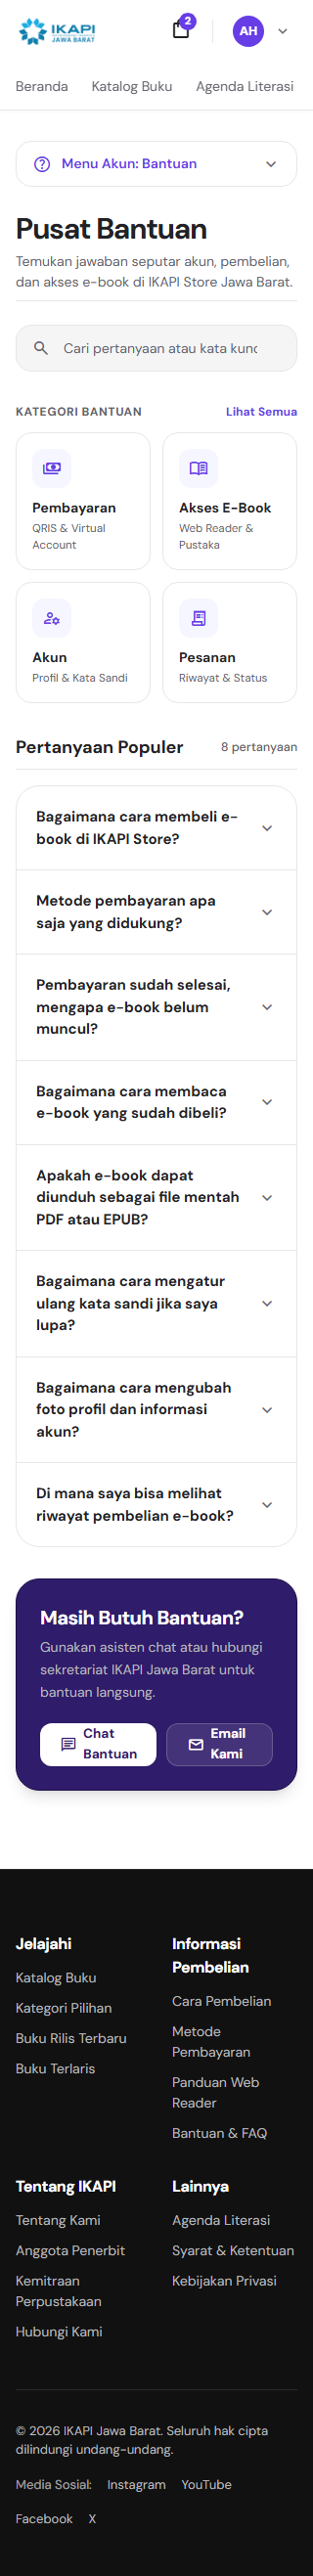 IKAPI
JAWA BARAT
2
AH
Beranda
Katalog Buku
Agenda Literasi
Menu Akun: Bantuan
Pusat Bantuan
Temukan jawaban seputar akun, pembelian,
dan akses e-book di IKAPI Store Jawa Barat.
Cari pertanyaan atau kata kunc
KATEGORI BANTUAN
Lihat Semua
Pembayaran
QRIS & Virtual
Account
Akses E-Book
Web Reader &
Pustaka
Akun
Profil & Kata Sandi
Pesanan
Riwayat & Status
Pertanyaan Populer
8 pertanyaan
Bagaimana cara membeli e-
book di IKAPI Store?
Metode pembayaran apa
saja yang didukung?
Pembayaran sudah selesai,
mengapa e-book belum
muncul?
Bagaimana cara membaca
e-book yang sudah dibeli?
Apakah e-book dapat
diunduh sebagai file mentah
PDF atau EPUB?
Bagaimana cara mengatur
ulang kata sandi jika saya
lupa?
Bagaimana cara mengubah
foto profil dan informasi
akun?
Di mana saya bisa melihat
riwayat pembelian e-book?
Masih Butuh Bantuan?
Gunakan asisten chat atau hubungi
sekretariat IKAPI Jawa Barat untuk
bantuan langsung.
Chat
Bantuan
Email
Kami
Jelajahi
Katalog Buku
Kategori Pilihan
Buku Rilis Terbaru
Buku Terlaris
Informasi
Pembelian
Cara Pembelian
Metode
Pembayaran
Panduan Web
Reader
Bantuan & FAQ
Tentang IKAPI
Tentang Kami
Anggota Penerbit
Kemitraan
Perpustakaan
Hubungi Kami
Lainnya
Agenda Literasi
Syarat & Ketentuan
Kebijakan Privasi
© 2026 IKAPI Jawa Barat. Seluruh hak cipta
dilindungi undang-undang.
Media Sosial:
Instagram
YouTube
Facebook
X